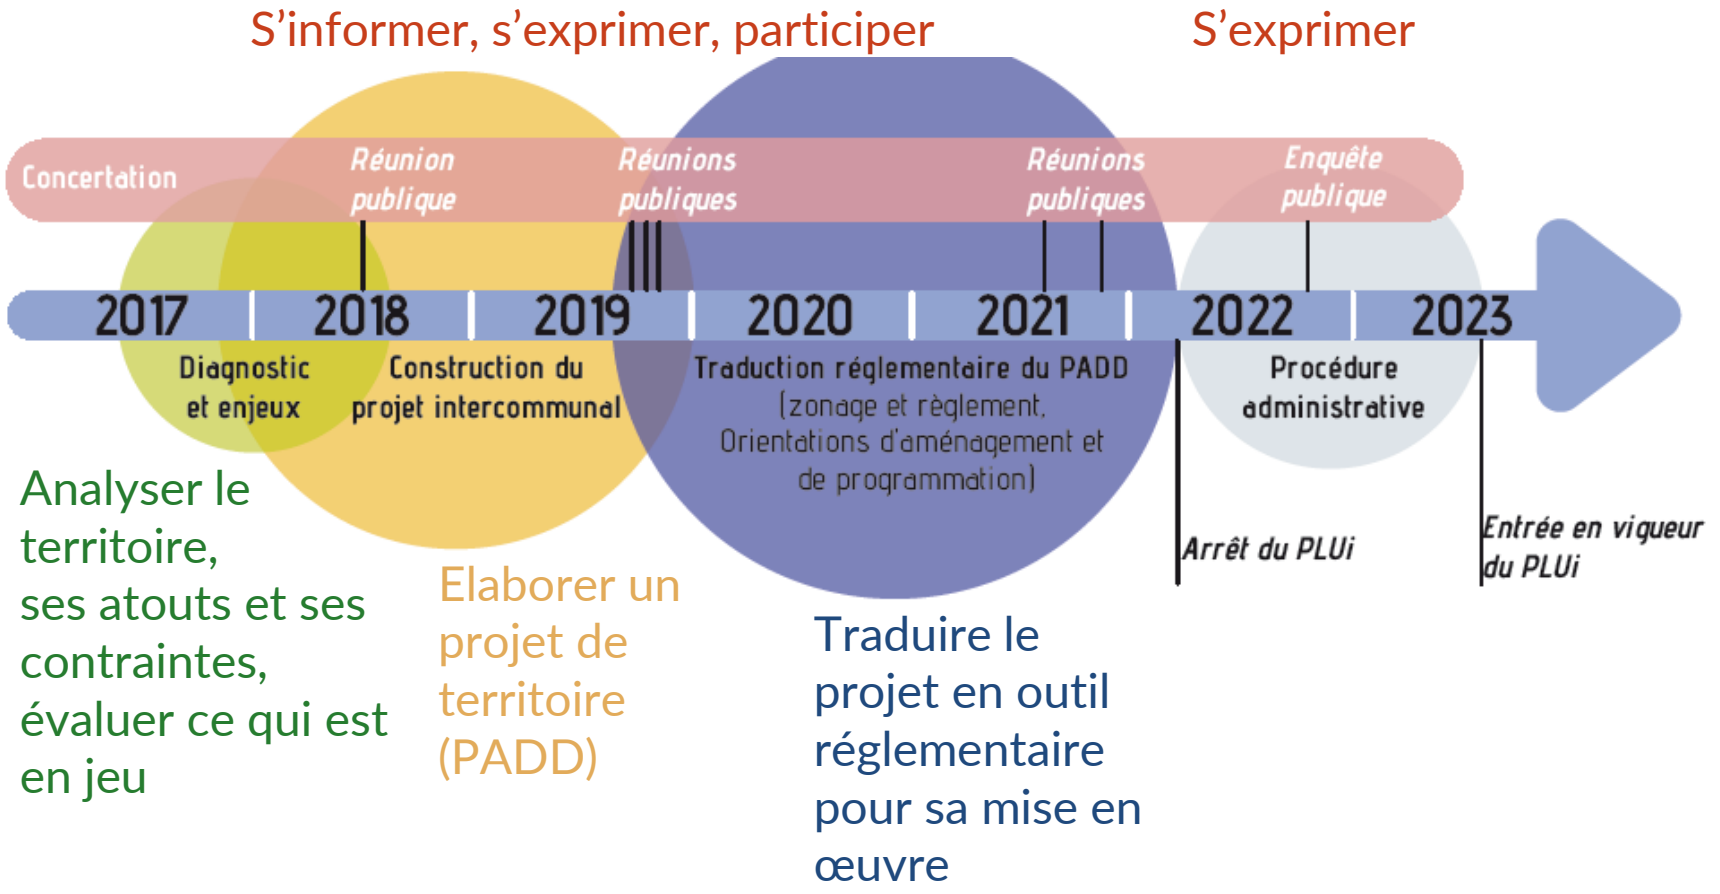 S’informer, s’exprimer, participer
S’exprimer
Concertation
Réunion
publique
Réunions
publiques
Réunions
publiques
Enquête
publique
2017
2018
2019
2020
2021
2022
2023
Diagnostic
et enjeux
Construction du
projet intercommunal
Traduction réglementaire du PADD
(zonage et règlement,
Orientations d'aménagement et
de programmation)
Procédure
administrative
Arrêt du PLUi
Entrée en vigueur
du PLUi
Analyser le
territoire,
ses atouts et ses
contraintes,
évaluer ce qui est
en jeu
Elaborer un
projet de
territoire
(PADD)
Traduire le
projet en outil
réglementaire
pour sa mise en
œuvre